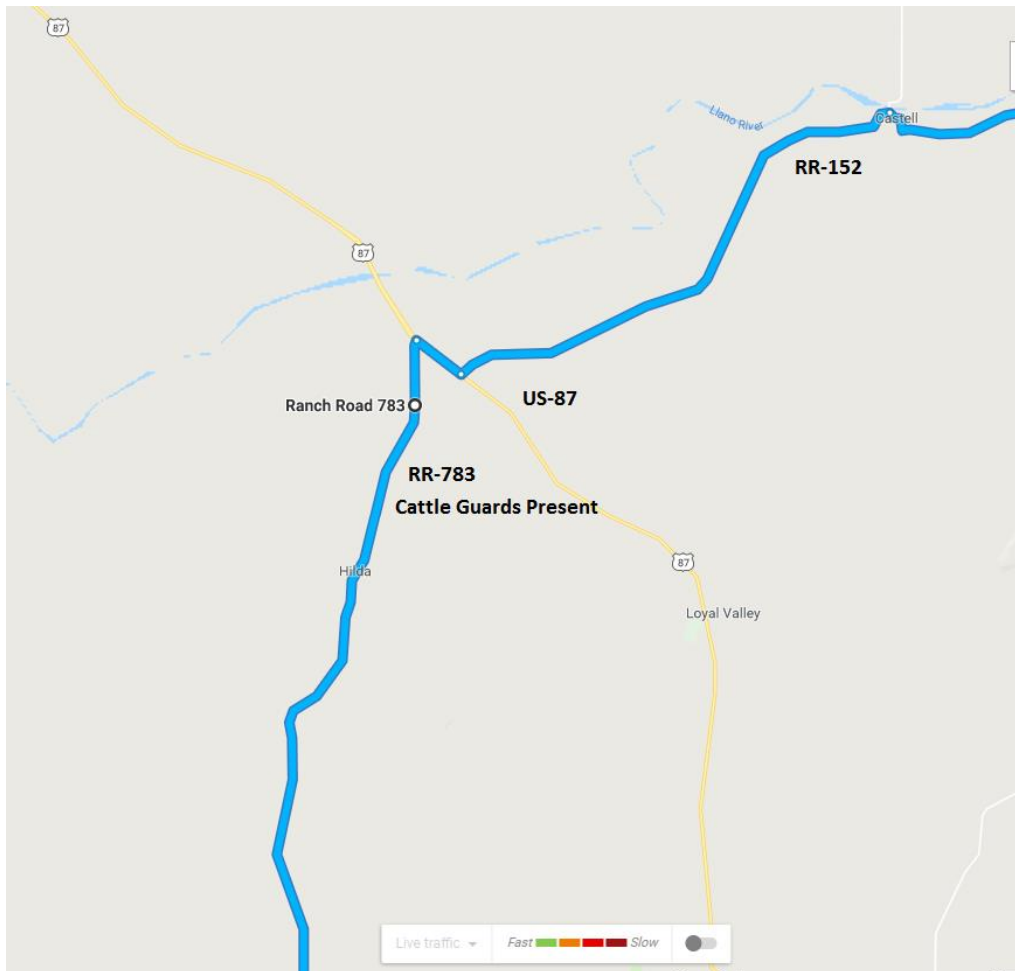 87
Llano River
Castell
RR-152
87
US-87
Ranch Road 783
RR-783
Cattle Guards Present
87
Hilda
Loyal Valley
Live traffic
Fast
Slow